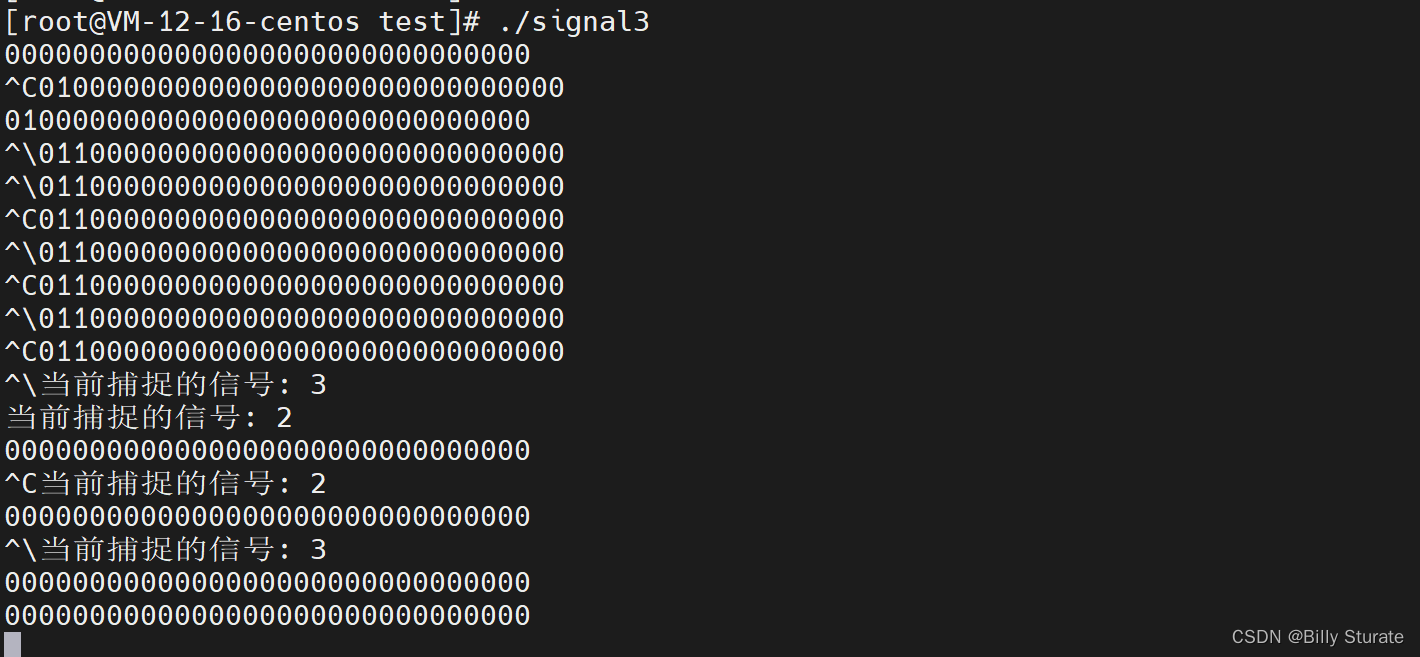 [root@VM-12-16-centos test]# ./signal3
0000000000000000000000000000000
^C0100000000000000000000000000000
0100000000000000000000000000000
^\0110000000000000000000000000000
^\0110000000000000000000000000000
^C0110000000000000000000000000000
^\0110000000000000000000000000000
^C0110000000000000000000000000000
^\0110000000000000000000000000000
^C0110000000000000000000000000000
^\当前捕捉的信号: 3
当前捕捉的信号: 2
0000000000000000000000000000000
^C当前捕捉的信号: 2
0000000000000000000000000000000
^\当前捕捉的信号: 3
0000000000000000000000000000000
0000000000000000000000000000000
CSDN @Billy Sturate